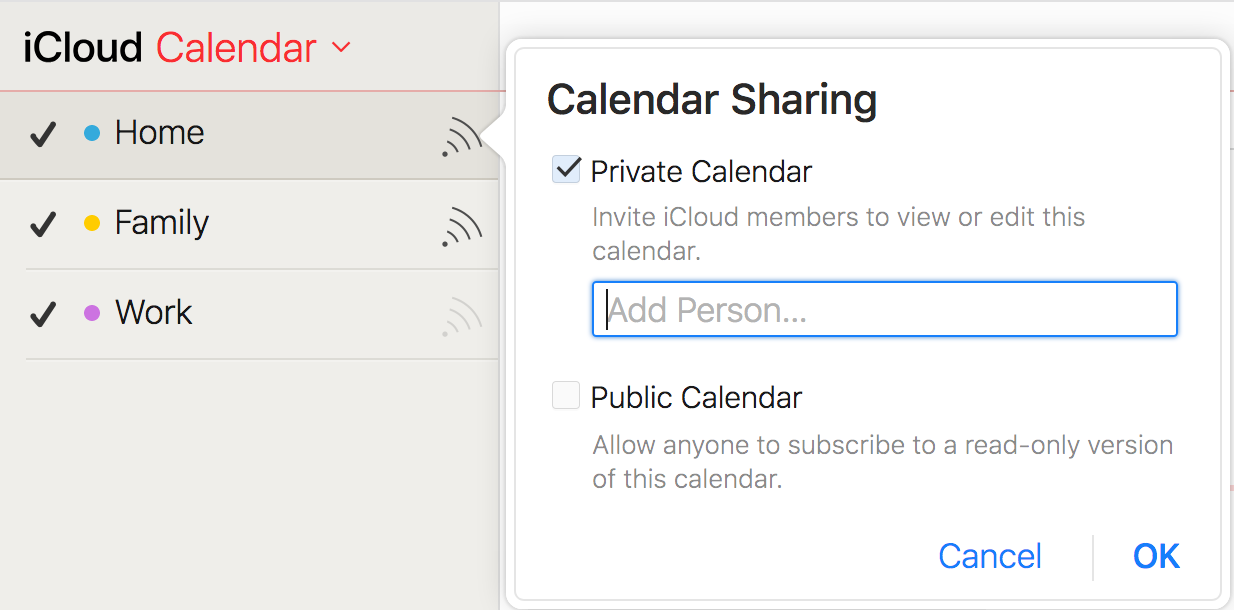 iCloud Calendar
Home
Family
Work
Calendar Sharing
Private Calendar
Invite iCloud members to view or edit this
calendar.
Add Person...
Public Calendar
Allow anyone to subscribe to a read-only version
of this calendar.
Cancel
OK